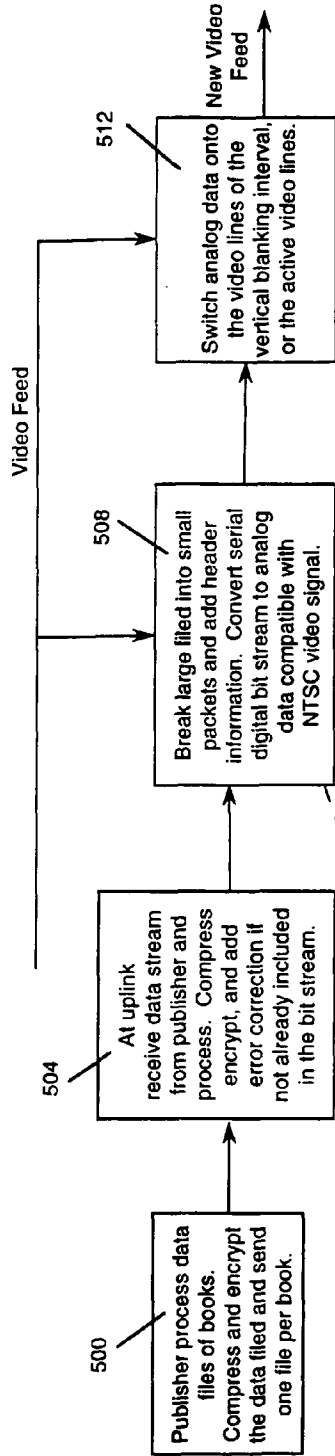 500
Publisher process data
files of books.
Compress and encrypt
the data filed and send
one file per book.
504
At uplink
receive data stream
from publisher and
process. Compress
encrypt, and add
error correction if
not already included
in the bit stream.
Video Feed
508
Break large filed into small
packets and add header
information. Convert serial
digital bit stream to analog
data compatible with
NTSC video signal.
512
Switch analog data onto
the video lines of the
vertical blanking interval,
or the active video lines.
New Video
Feed